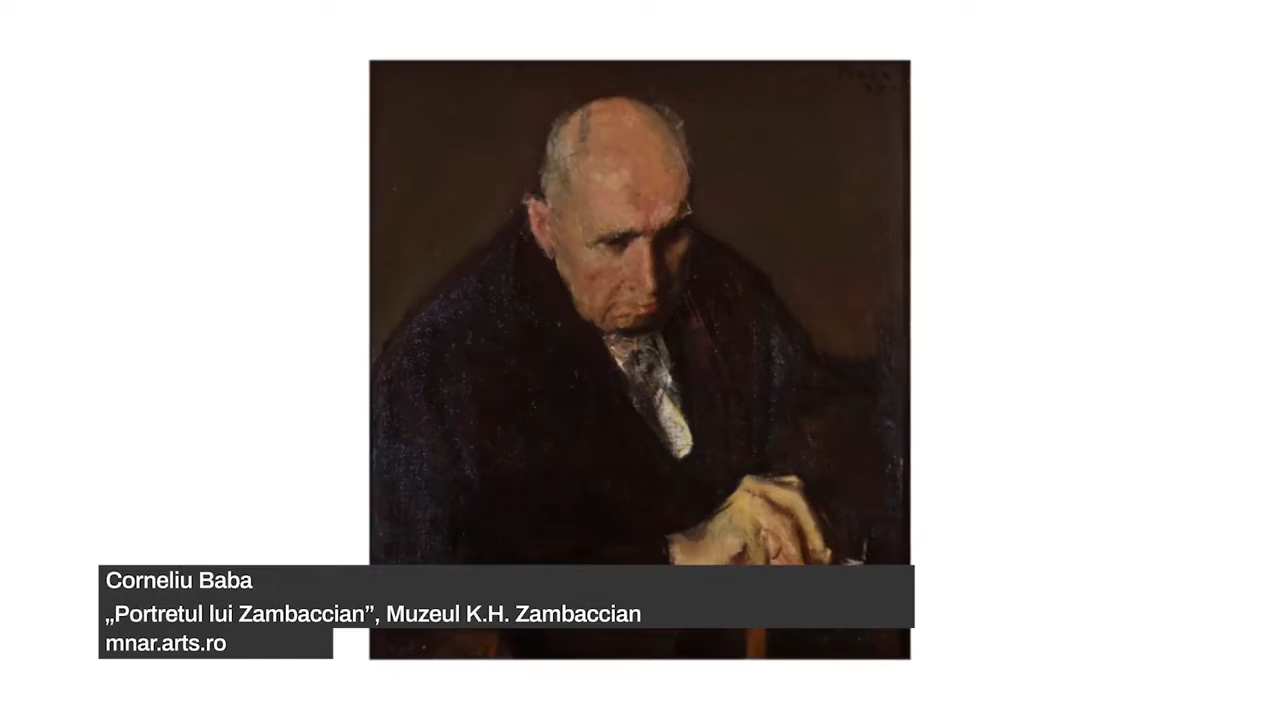 Corneliu Baba
„Portretul lui Zambaccian”, Muzeul K.H. Zambaccian
mnar.arts.ro